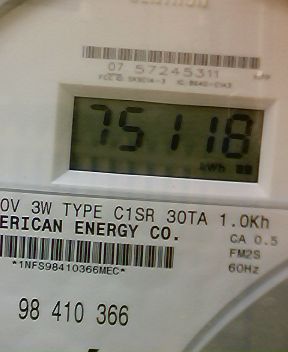 07 57245311
75118
kWh
0V 3W TYPE C1SR 30TA 1.0Kh
ERICAN ENERGY CO.
CA 0.5
FM2S
*1NFS98410366MEC*
60Hz
98 410 366